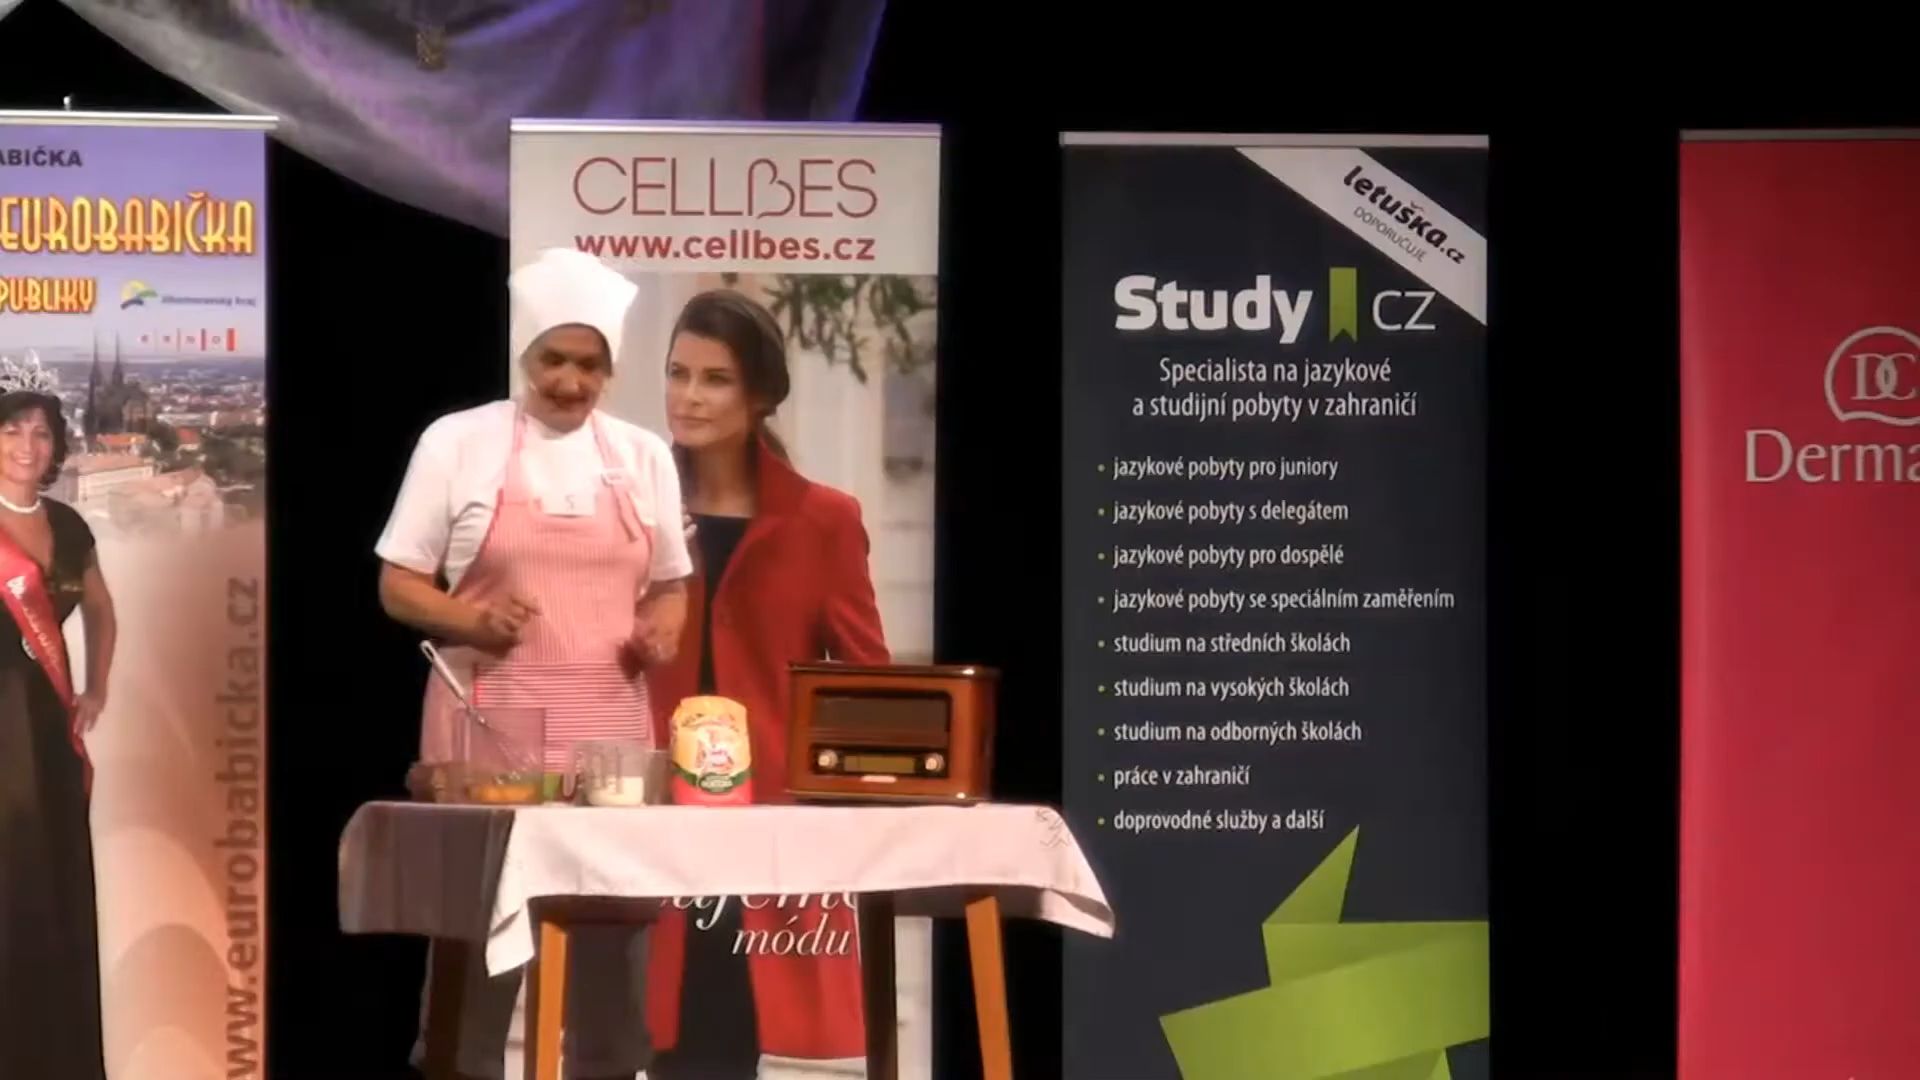 ABIČKA
EUROBABIČKA
PUBLIKY
jihomoravský kraj
B R N O
www.eurobabicka.cz
CELLBES
www.cellbes.cz
módu
letuška.cz
DOPORUČUJE
Study CZ
Specialista na jazykové
a studijní pobyty v zahraničí
• jazykové pobyty pro juniory
• jazykové pobyty s delegátem
• jazykové pobyty pro dospělé
• jazykové pobyty se speciálním zaměřením
• studium na středních školách
• studium na vysokých školách
• studium na odborných školách
• práce v zahraničí
• doprovodné služby a další
DC
Derma